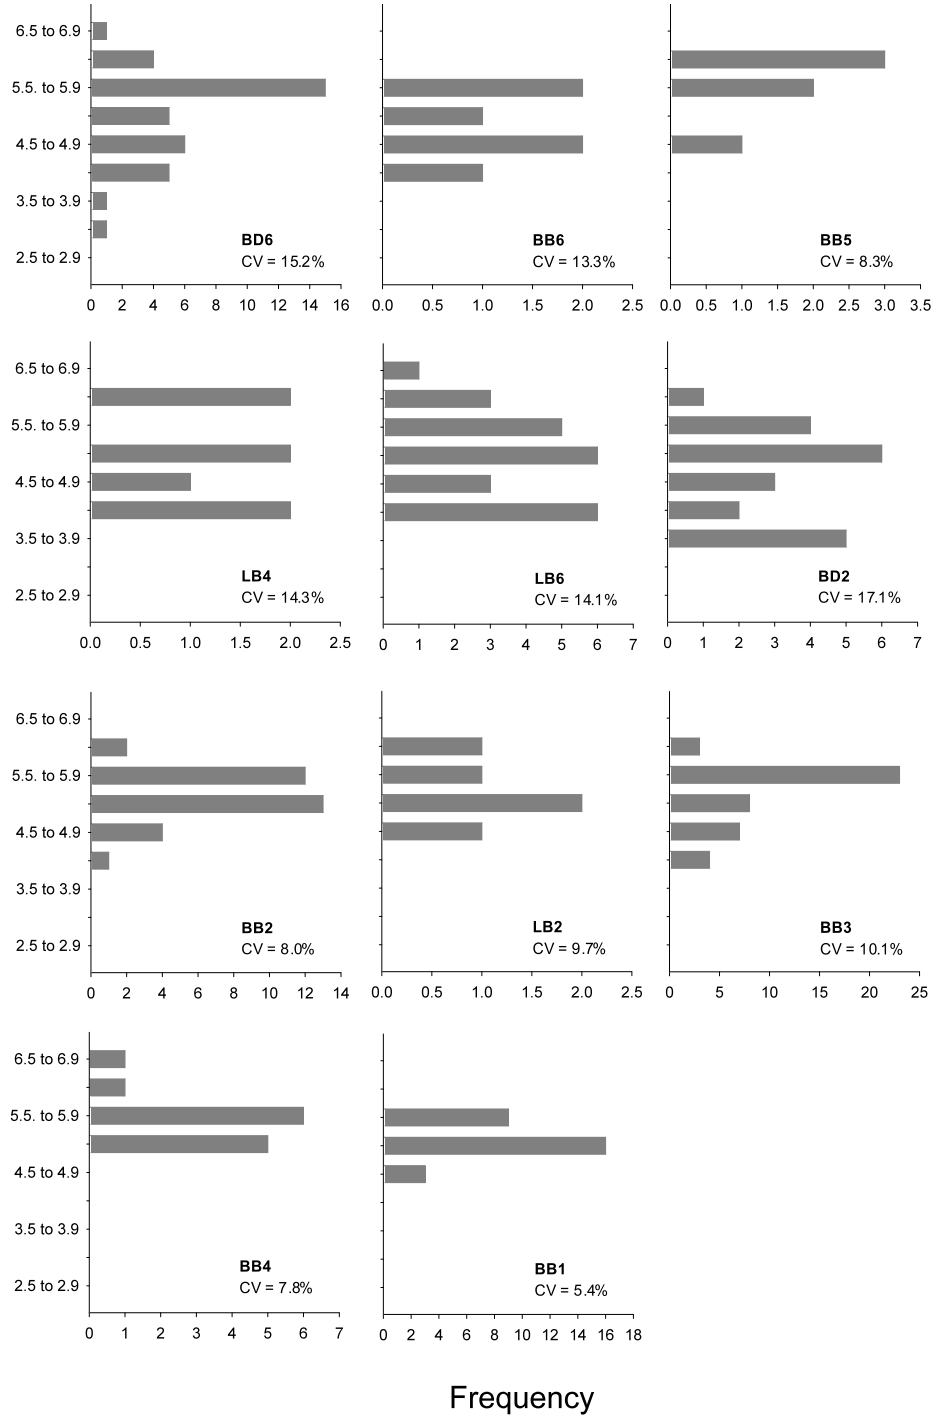 6.5 to 6.9
5.5. to 5.9
4.5 to 4.9
3.5 to 3.9
2.5 to 2.9
BD6
CV = 15.2%
0 2 4 6 8 10 12 14 16
BB6
CV = 13.3%
0.0 0.5 1.0 1.5 2.0 2.5
BB5
CV = 8.3%
0.0 0.5 1.0 1.5 2.0 2.5 3.0 3.5
6.5 to 6.9
5.5. to 5.9
4.5 to 4.9
3.5 to 3.9
2.5 to 2.9
LB4
CV = 14.3%
0.0 0.5 1.0 1.5 2.0 2.5
LB6
CV = 14.1%
0 1 2 3 4 5 6 7
BD2
CV = 17.1%
0 1 2 3 4 5 6 7
6.5 to 6.9
5.5. to 5.9
4.5 to 4.9
3.5 to 3.9
2.5 to 2.9
BB2
CV = 8.0%
0 2 4 6 8 10 12 14
LB2
CV = 9.7%
0.0 0.5 1.0 1.5 2.0 2.5
BB3
CV = 10.1%
0 5 10 15 20 25
6.5 to 6.9
5.5. to 5.9
4.5 to 4.9
3.5 to 3.9
2.5 to 2.9
BB4
CV = 7.8%
0 1 2 3 4 5 6 7
BB1
CV = 5.4%
0 2 4 6 8 10 12 14 16 18
Frequency